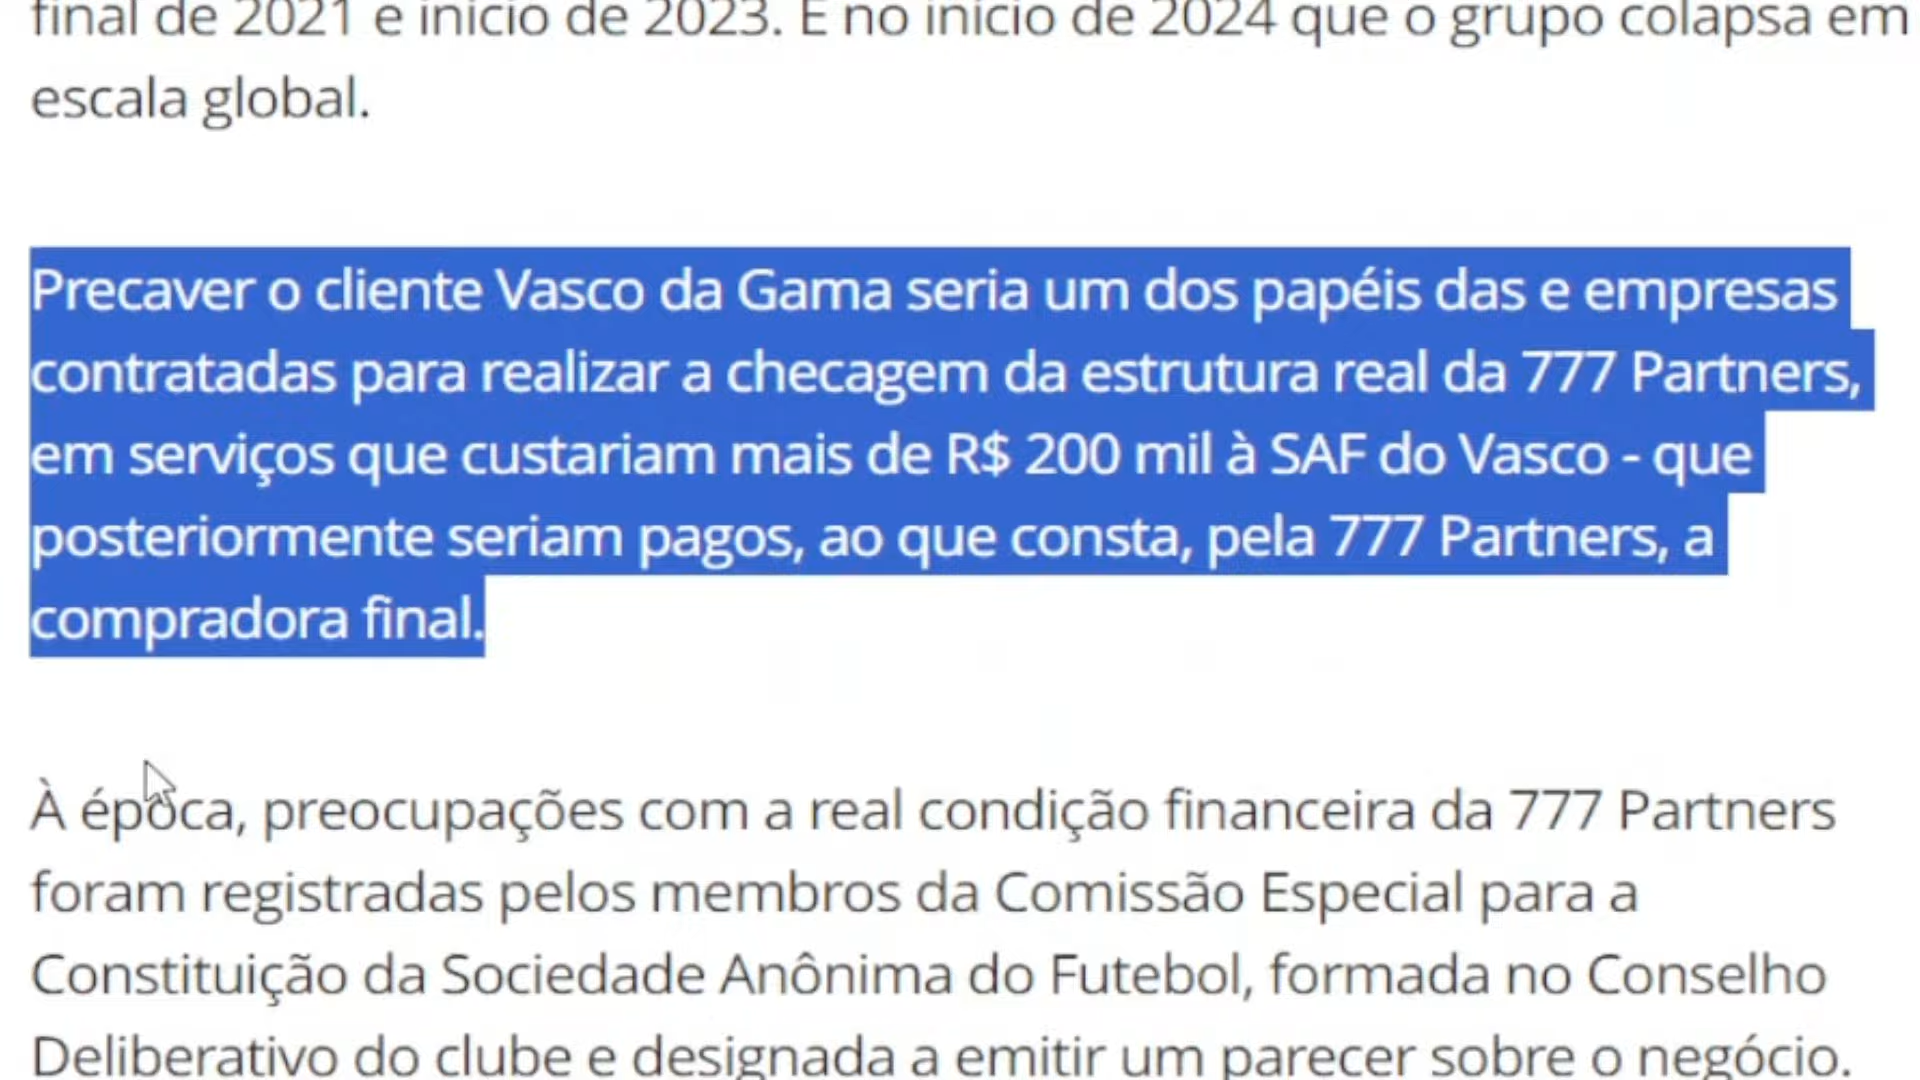 final de 2021 e início de 2023. E no início de 2024 que o grupo colapsa em
escala global.
Precaver o cliente Vasco da Gama seria um dos papéis das e empresas
contratadas para realizar a checagem da estrutura real da 777 Partners,
em serviços que custariam mais de R$ 200 mil à SAF do Vasco - que
posteriormente seriam pagos, ao que consta, pela 777 Partners, a
compradora final.
À época, preocupações com a real condição financeira da 777 Partners
foram registradas pelos membros da Comissão Especial para a
Constituição da Sociedade Anônima do Futebol, formada no Conselho
Deliberativo do clube e designada a emitir um parecer sobre o negócio.